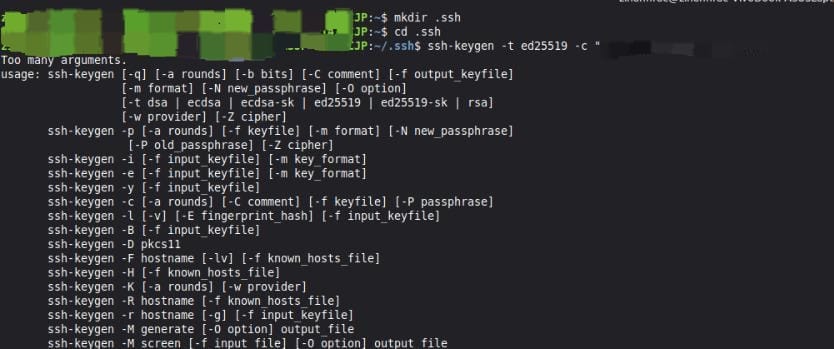 JP:~$ mkdir .ssh
JP:~$ cd .ssh
JP:~/.ssh$ ssh-keygen -t ed25519 -c "
Too many arguments.
usage: ssh-keygen [-q] [-a rounds] [-b bits] [-C comment] [-f output_keyfile]
[-m format] [-N new_passphrase] [-O option]
[-t dsa | ecdsa | ecdsa-sk | ed25519 | ed25519-sk | rsa]
[-w provider] [-Z cipher]
ssh-keygen -p [-a rounds] [-f keyfile] [-m format] [-N new_passphrase]
[-P old_passphrase] [-Z cipher]
ssh-keygen -i [-f input_keyfile] [-m key_format]
ssh-keygen -e [-f input_keyfile] [-m key_format]
ssh-keygen -y [-f input_keyfile]
ssh-keygen -c [-a rounds] [-C comment] [-f keyfile] [-P passphrase]
ssh-keygen -l [-v] [-E fingerprint_hash] [-f input_keyfile]
ssh-keygen -B [-f input_keyfile]
ssh-keygen -D pkcs11
ssh-keygen -F hostname [-lv] [-f known_hosts_file]
ssh-keygen -H [-f known_hosts_file]
ssh-keygen -K [-a rounds] [-w provider]
ssh-keygen -R hostname [-f known_hosts_file]
ssh-keygen -r hostname [-g] [-f input_keyfile]
ssh-keygen -M generate [-O option] output_file
ssh-keygen -M screen [-f input_file] [-O option] output_file